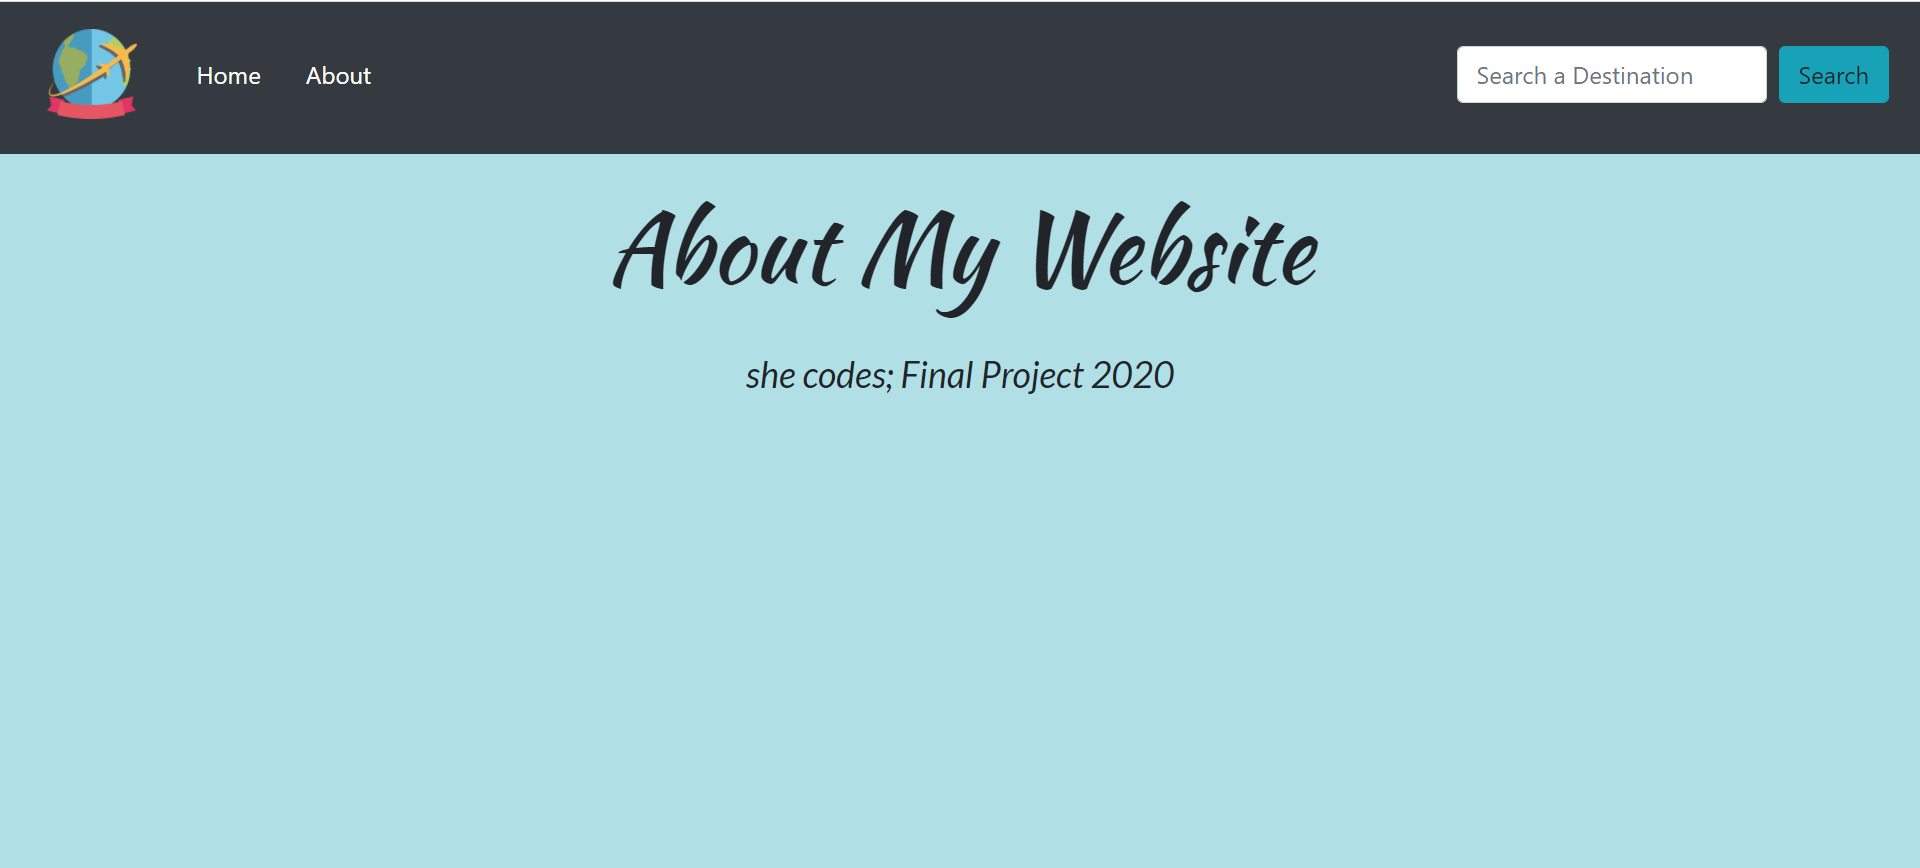 Home About Search a Destination Search
About My Website
she codes; Final Project 2020